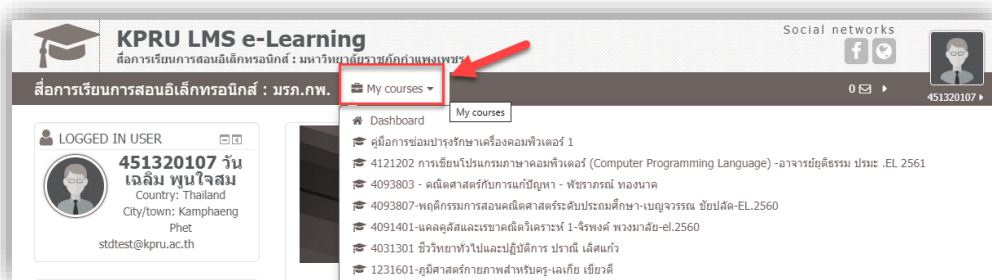 KPRU LMS e-Learning
สื่อการเรียนการสอนอิเล็กทรอนิกส์ : มหาวิทยาลัยราชภัฏกำแพงเพชร
Social networks
สื่อการเรียนการสอนอิเล็กทรอนิกส์ : มรภ.กพ.
My courses
0
451320107
My courses
LOGGED IN USER
451320107 วัน
เฉลิม พูนใจสม
Country: Thailand
City/town: Kamphaeng
Phet
stdtest@kpru.ac.th
Dashboard
คู่มือการซ่อมบำรุงรักษาเครื่องคอมพิวเตอร์ 1
4121202 การเขียนโปรแกรมภาษาคอมพิวเตอร์ (Computer Programming Language) -อาจารย์ยุติธรรม ปรมะ .EL 2561
4093803 - คณิตศาสตร์กับการแก้ปัญหา - พัชราภรณ์ ทองนาค
4093807-พฤติกรรมการสอนคณิตศาสตร์ระดับประถมศึกษา-เบญจวรรณ ชัยปลัด-EL.2560
4091401-แคลคูลัสและเรขาคณิตวิเคราะห์ 1-จิรพงค์ พวงมาลัย-el.2560
4031301 ชีววิทยาทั่วไปและปฏิบัติการ ปราณี เลิศแก้ว
1231601-ภูมิศาสตร์กายภาพสำหรับครู-เลเกีย เขียวดี